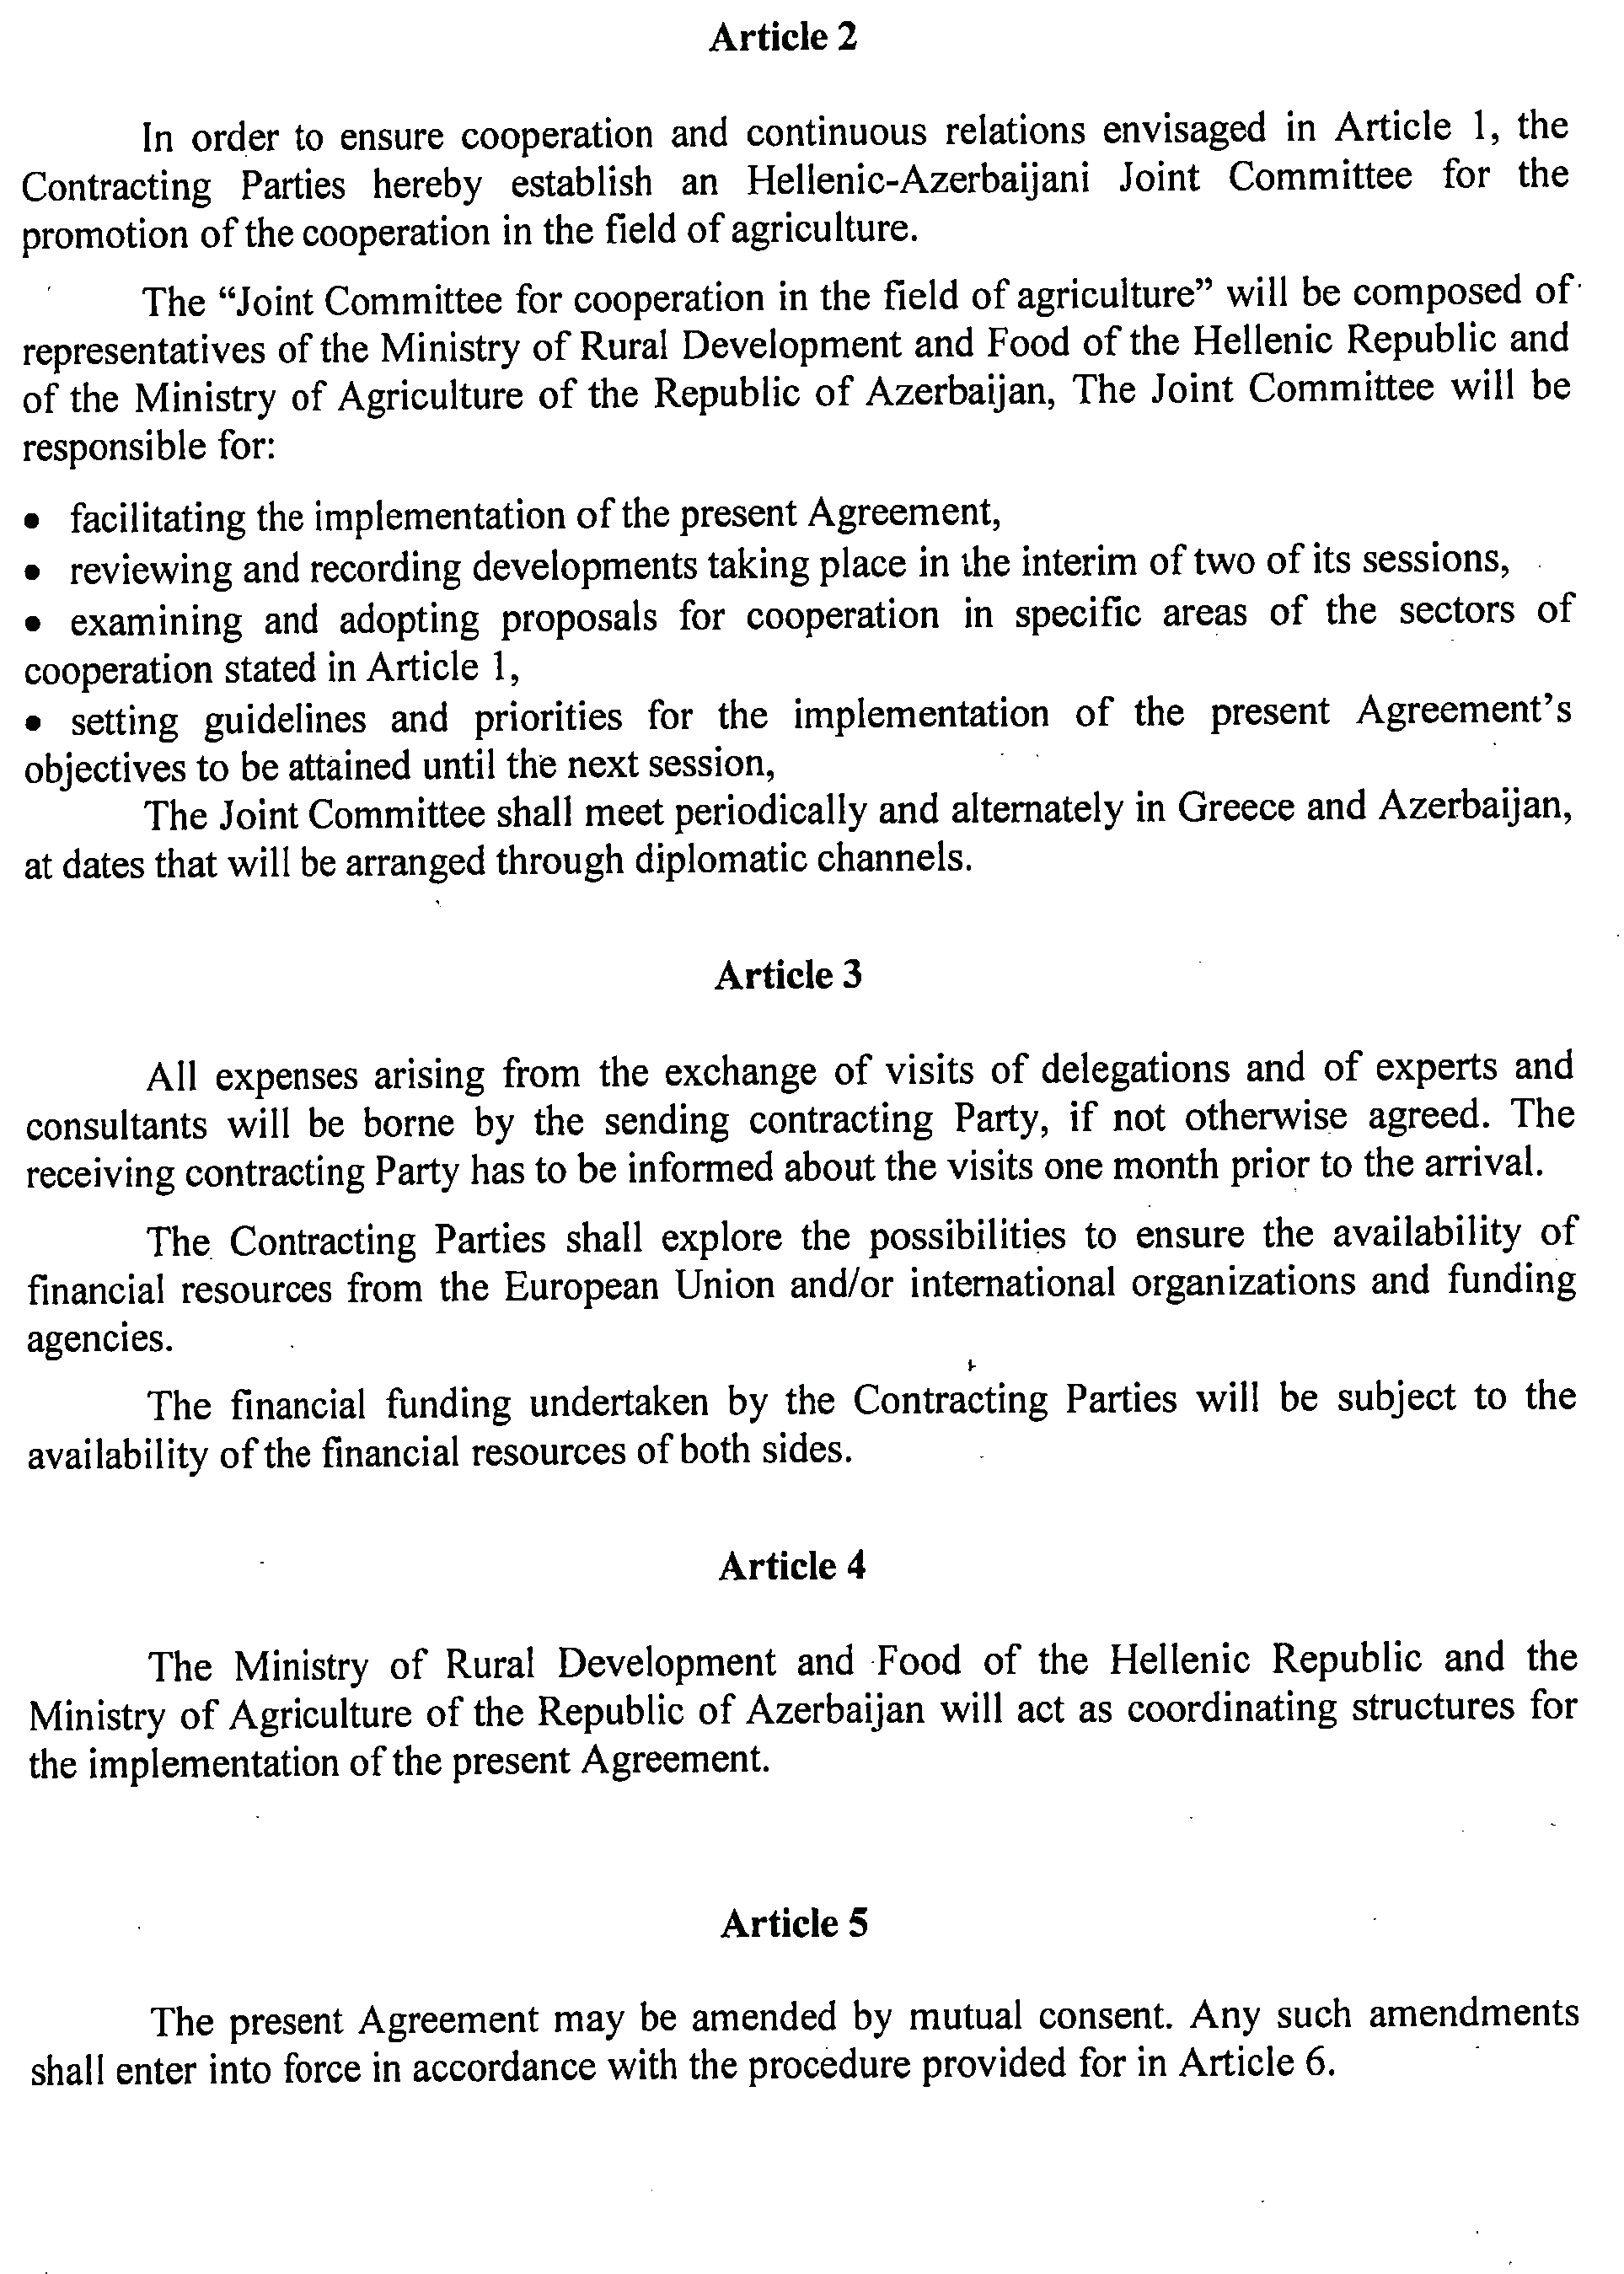 Article 2
In order to ensure cooperation and continuous relations envisaged in Article 1, the
Contracting Parties hereby establish an Hellenic-Azerbaijani Joint Committee for the
promotion of the cooperation in the field of agriculture.
The “Joint Committee for cooperation in the field of agriculture” will be composed of
representatives of the Ministry of Rural Development and Food of the Hellenic Republic and
of the Ministry of Agriculture of the Republic of Azerbaijan, The Joint Committee will be
responsible for:
• facilitating the implementation of the present Agreement,
• reviewing and recording developments taking place in the interim of two of its sessions,
• examining and adopting proposals for cooperation in specific areas of the sectors of
cooperation stated in Article 1,
• setting guidelines and priorities for the implementation of the present Agreement’s
objectives to be attained until the next session,
The Joint Committee shall meet periodically and alternately in Greece and Azerbaijan,
at dates that will be arranged through diplomatic channels.
Article 3
All expenses arising from the exchange of visits of delegations and of experts and
consultants will be borne by the sending contracting Party, if not otherwise agreed. The
receiving contracting Party has to be informed about the visits one month prior to the arrival.
The Contracting Parties shall explore the possibilities to ensure the availability of
financial resources from the European Union and/or international organizations and funding
agencies.
The financial funding undertaken by the Contracting Parties will be subject to the
availability of the financial resources of both sides.
Article 4
The Ministry of Rural Development and Food of the Hellenic Republic and the
Ministry of Agriculture of the Republic of Azerbaijan will act as coordinating structures for
the implementation of the present Agreement.
Article 5
The present Agreement may be amended by mutual consent. Any such amendments
shall enter into force in accordance with the procedure provided for in Article 6.